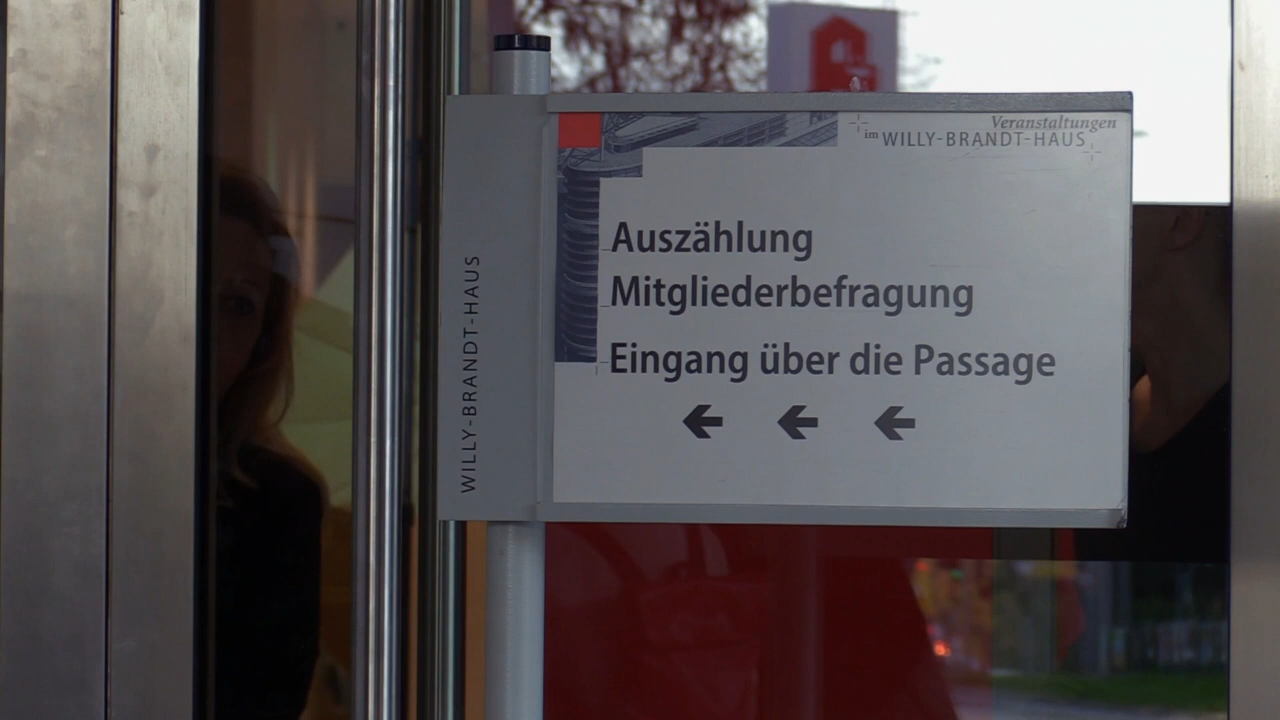 Veranstaltungen
im WILLY-BRANDT-HAUS
Auszählung
Mitgliederbefragung
Eingang über die Passage
WILLY-BRANDT-HAUS